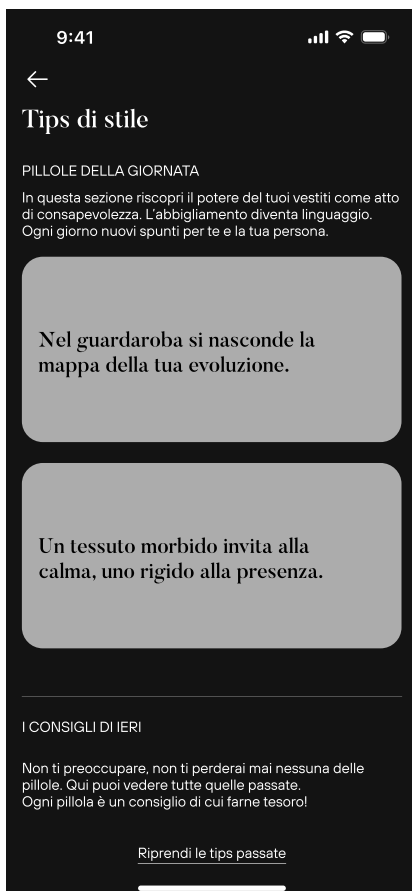 9:41
Tips di stile
PILLOLE DELLA GIORNATA
In questa sezione riscopri il potere del tuoi vestiti come atto
di consapevolezza. L'abbigliamento diventa linguaggio.
Ogni giorno nuovi spunti per te e la tua persona.
Nel guardaroba si nasconde la
mappa della tua evoluzione.
Un tessuto morbido invita alla
calma, uno rigido alla presenza.
I CONSIGLI DI IERI
Non ti preoccupare, non ti perderai mai nessuna delle
pillole. Qui puoi vedere tutte quelle passate.
Ogni pillola è un consiglio di cui farne tesoro!
Riprendi le tips passate